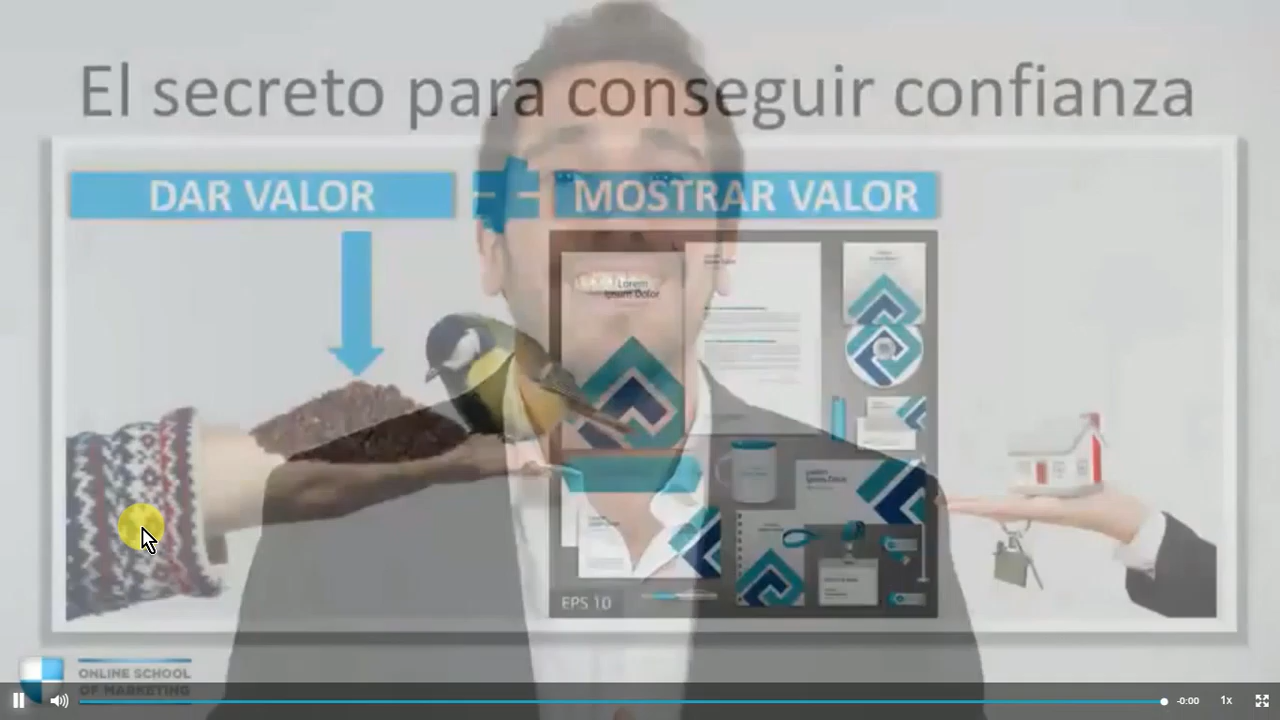 El secreto para conseguir confianza
DAR VALOR
MOSTRAR VALOR
Lorem
Ipsum Dolor
EPS 10
ONLINE SCHOOL
OF MARKETING
-0:00
1x